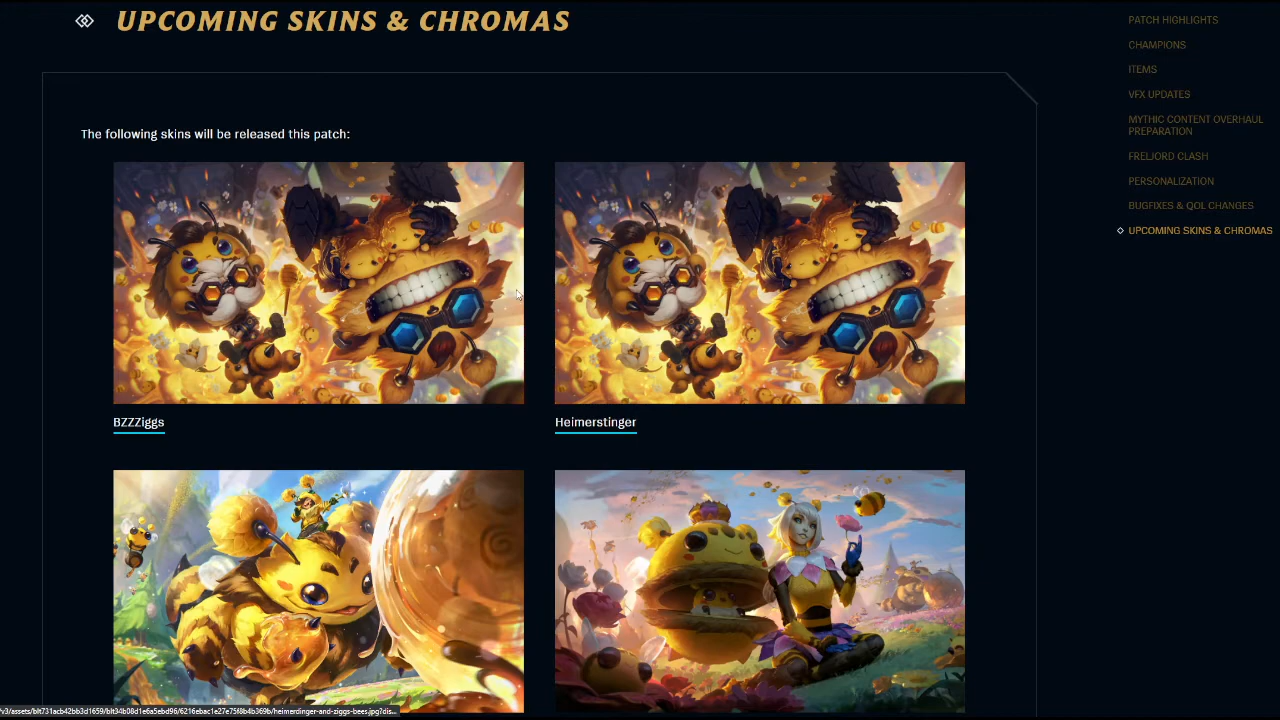 UPCOMING SKINS & CHROMAS
The following skins will be released this patch:
BZZZiggs
Heimerstinger
PATCH HIGHLIGHTS
CHAMPIONS
ITEMS
VFX UPDATES
MYTHIC CONTENT OVERHAUL
PREPARATION
FRELJORD CLASH
PERSONALIZATION
BUGFIXES & QOL CHANGES
UPCOMING SKINS & CHROMAS